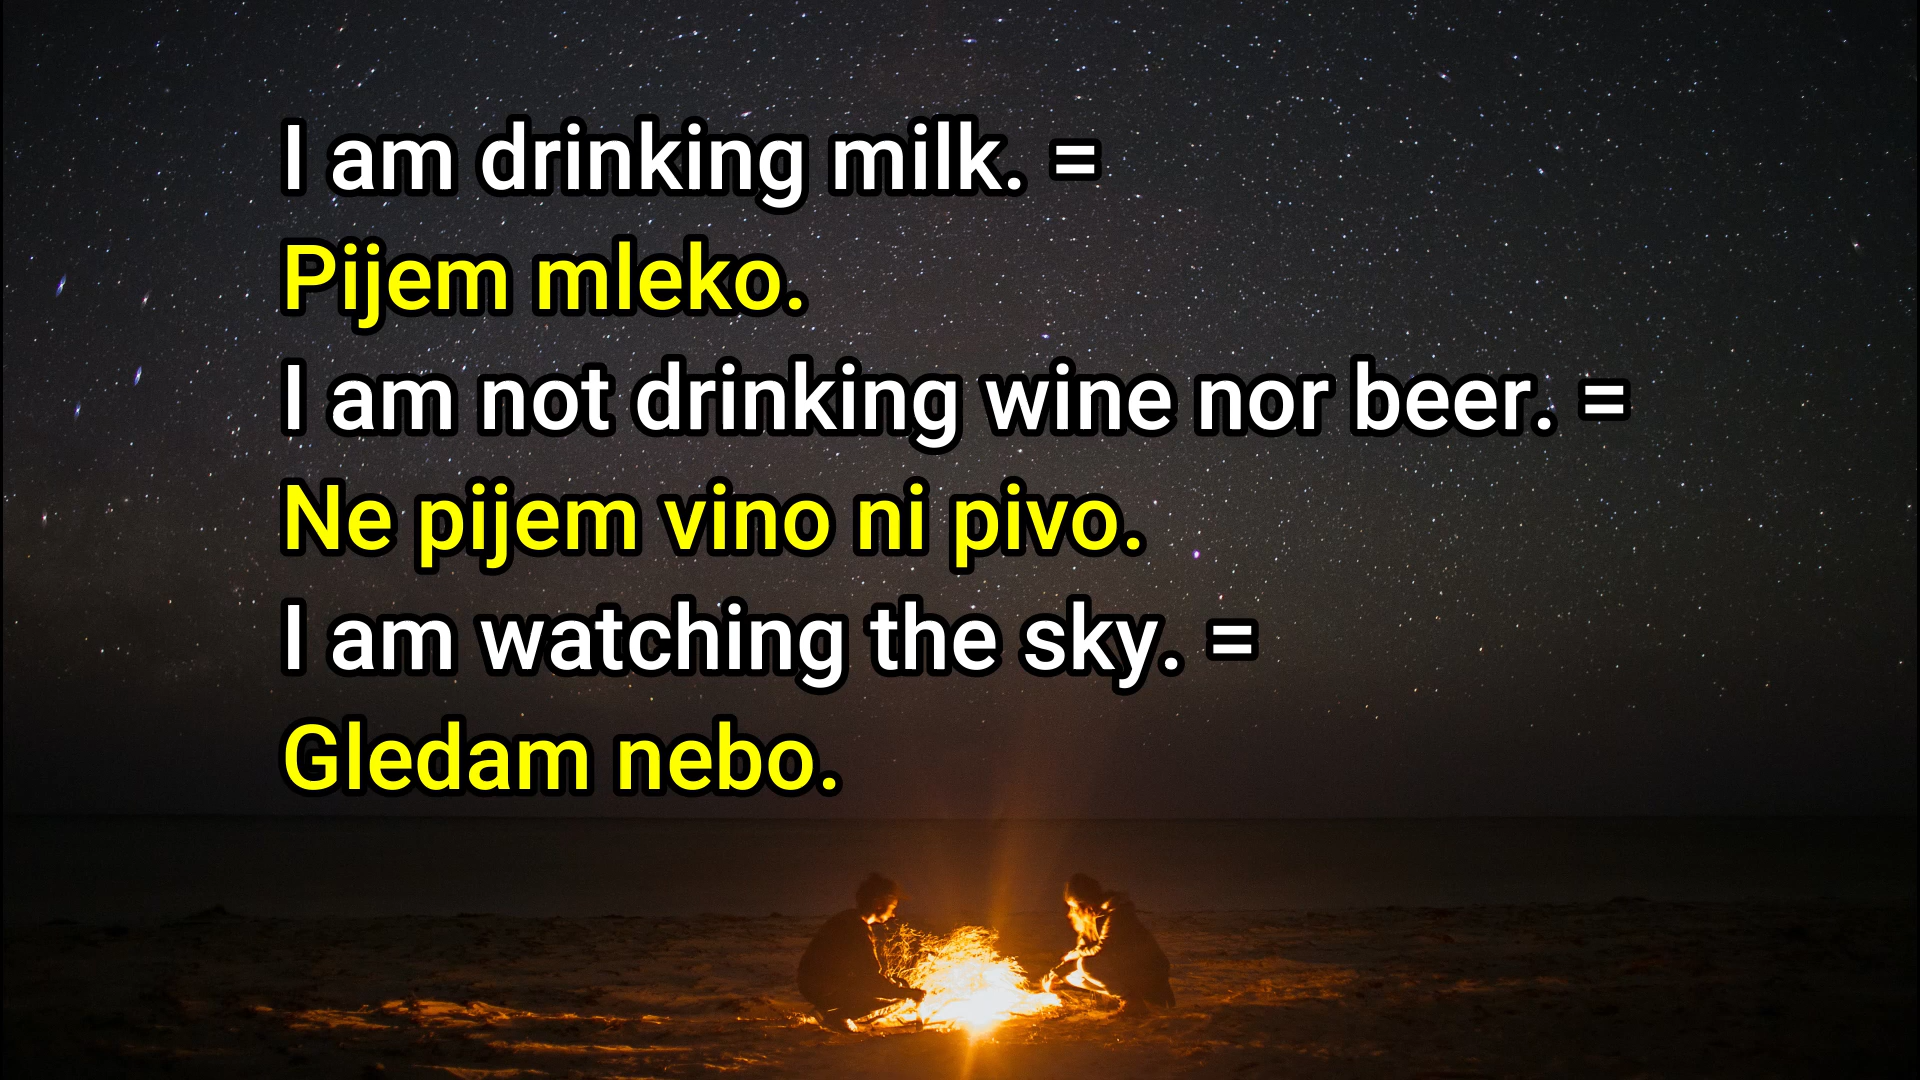 I am drinking milk. =
Pijem mleko.
I am not drinking wine nor beer. =
Ne pijem vino ni pivo.
I am watching the sky. =
Gledam nebo.